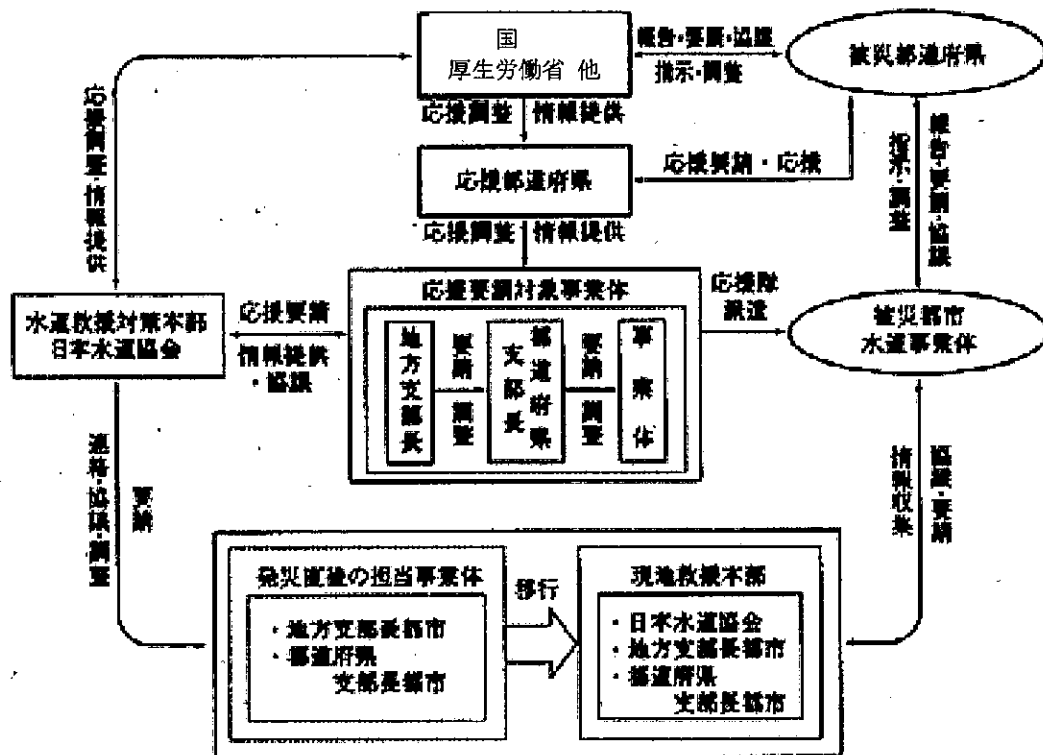 国
厚生労働省 他
報告・要請・協議
指示・調整
被災都道府県
応援調整 情報提供
応援要請・応援
応援都道府県
応援調整・情報提供
指示・調整
報告・要請・協議
応援調整 情報提供
応援要請対象事業体
応援隊
派遣
水道救援対策本部
日本水道協会
応援要請
情報提供
・協議
地方支部長
要請
調整
都道府県
支部長
要請
調整
事業体
被災都市
水道事業体
連絡・協議・調整
要請
情報収集
協議・要請
発災直後の担当事業体
移行
現地救援本部
・地方支部長都市
・都道府県
支部長都市
・日本水道協会
・地方支部長都市
・都道府県
支部長都市